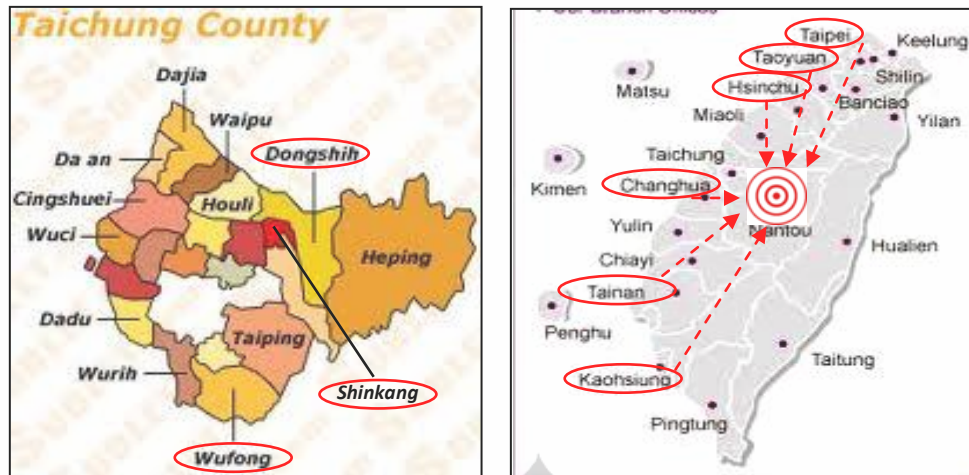 Taichung County
Dajia
Waipu
Da an
Dongshih
Cingshuei
Houli
Wuci
Heping
Dadu
Taiping
Wurih
Shinkang
Wufong
Taipei
Keelung
Taoyuan
Shilin
Matsu
Hsinchu
Banciao
Miaoli
Yilan
Taichung
Kimen
Changhua
Nantou
Yulin
Hualien
Chiayi
Tainan
Penghu
Taitung
Kaohsiung
Pingtung